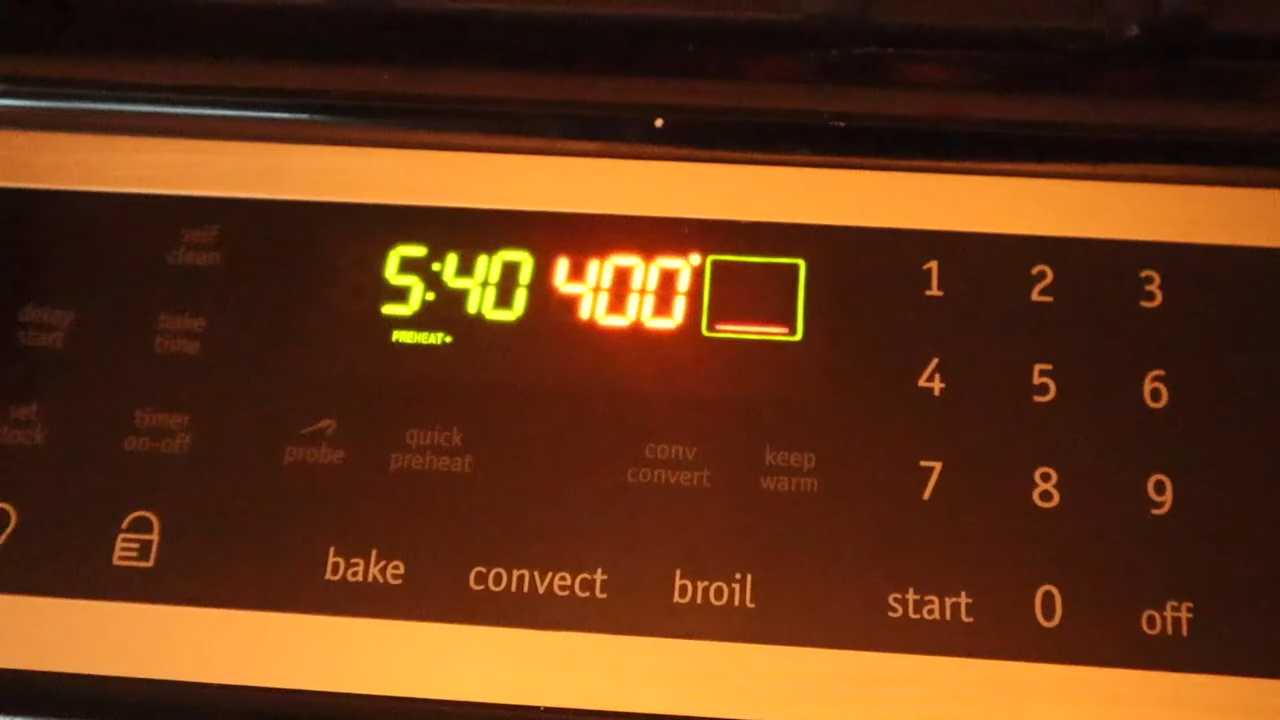 self
clean
5:40 400°
PREHEAT+
delay
start
bake
time
set
clock
timer
on-off
probe
quick
preheat
conv
convert
keep
warm
bake convect broil
1 2 3
4 5 6
7 8 9
start 0 off